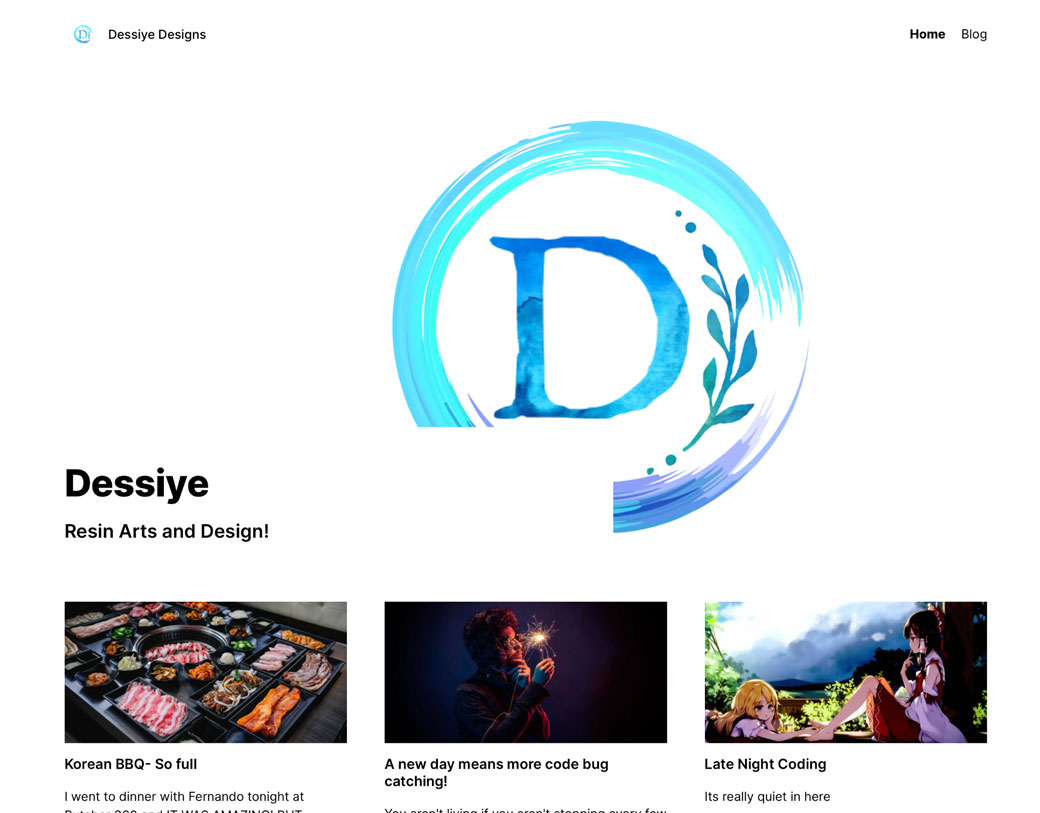 Dessiye Designs
Home
Blog
D
Dessiye
Resin Arts and Design!
Korean BBQ- So full
I went to dinner with Fernando tonight at
A new day means more code bug
catching!
You aren't living if you aren't stopping every few
Late Night Coding
Its really quiet in here